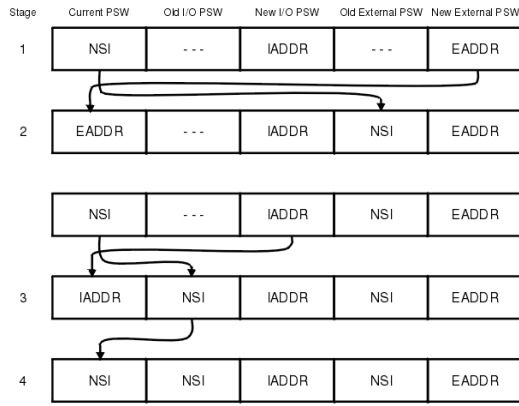 Stage Current PSW Old I/O PSW New I/O PSW Old External PSW New External PSW
1 NSI - - - IADDR - - - EADDR
2 EADDR - - - IADDR NSI EADDR
NSI - - - IADDR NSI EADDR
3 IADDR NSI IADDR NSI EADDR
4 NSI NSI IADDR NSI EADDR